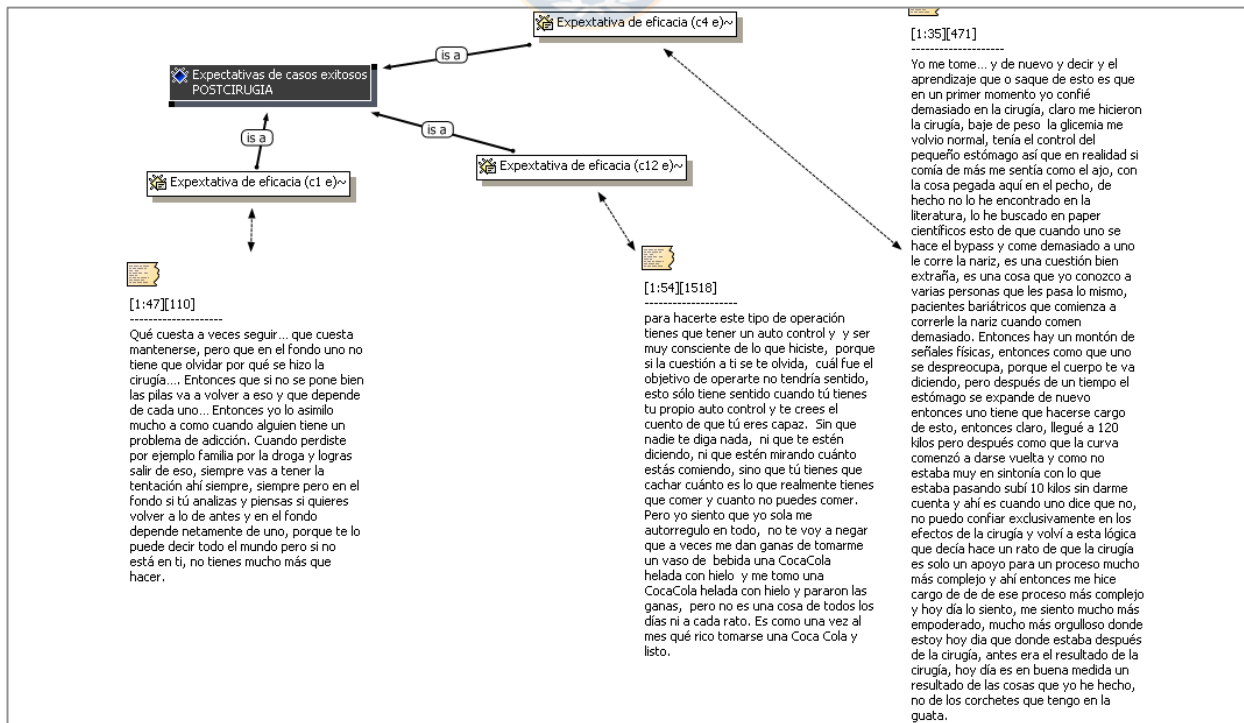 Expextativa de eficacia (c4 e)~
is a
Expectativas de casos exitosos
POSTCIRUGIA
is a
is a
Expextativa de eficacia (c12 e)~
Expextativa de eficacia (c1 e)~
[1:47][110]
--------------------
Qué cuesta a veces seguir... que cuesta
mantenerse, pero que en el fondo uno no
tiene que olvidar por qué se hizo la
cirugía.... Entonces que si no se pone bien
las pilas va a volver a eso y que depende
de cada uno... Entonces yo lo asimilo
mucho a como cuando alguien tiene un
problema de adicción. Cuando perdiste
por ejemplo familia por la droga y logras
salir de eso, siempre vas a tener la
tentación ahí siempre, siempre pero en el
fondo si tú analizas y piensas si quieres
volver a lo de antes y en el fondo
depende netamente de uno, porque te lo
puede decir todo el mundo pero si no
está en ti, no tienes mucho más que
hacer.
[1:54][1518]
--------------------
para hacerte este tipo de operación
tienes que tener un auto control y  y ser
muy consciente de lo que hiciste,  porque
si la cuestión a ti se te olvida,  cuál fue el
objetivo de operarte no tendría sentido,
esto sólo tiene sentido cuando tú tienes
tu propio auto control y te crees el
cuento de que tú eres capaz.  Sin que
nadie te diga nada,  ni que te estén
diciendo, ni que estén mirando cuánto
estás comiendo, sino que tú tienes que
cachar cuánto es lo que realmente tienes
que comer y cuanto no puedes comer.
Pero yo siento que yo sola me
autorregulo en todo,  no te voy a negar
que a veces me dan ganas de tomarme
un vaso de  bebida una CocaCola
helada con hielo  y me tomo una
CocaCola helada con hielo y pararon las
ganas,  pero no es una cosa de todos los
días ni a cada rato. Es como una vez al
mes qué rico tomarse una Coca Cola y
listo.
[1:35][471]
--------------------
Yo me tome... y de nuevo y decir y el
aprendizaje que o saque de esto es que
en un primer momento yo confié
demasiado en la cirugía, claro me hicieron
la cirugía, baje de peso  la glicemia me
volvio normal, tenía el control del
pequeño estómago así que en realidad si
comía de más me sentía como el ajo, con
la cosa pegada aquí en el pecho, de
hecho no lo he encontrado en la
literatura, lo he buscado en paper
científicos esto de que cuando uno se
hace el bypass y come demasiado a uno
le corre la nariz, es una cuestión bien
extraña, es una cosa que yo conozco a
varias personas que les pasa lo mismo,
pacientes bariátricos que comienza a
correrle la nariz cuando comen
demasiado. Entonces hay un montón de
señales físicas, entonces como que uno
se despreocupa, porque el cuerpo te va
diciendo, pero después de un tiempo el
estómago se expande de nuevo
entonces uno tiene que hacerse cargo
de esto, entonces claro, llegué a 120
kilos pero después como que la curva
comenzó a darse vuelta y como no
estaba muy en sintonía con lo que
estaba pasando subí 10 kilos sin darme
cuenta y ahí es cuando uno dice que no,
no puedo confiar exclusivamente en los
efectos de la cirugía y volví a esta lógica
que decía hace un rato de que la cirugía
es solo un apoyo para un proceso mucho
más complejo y ahí entonces me hice
cargo de de de ese proceso más complejo
y hoy día lo siento, me siento mucho más
empoderado, mucho más orgulloso donde
estoy hoy dia que donde estaba después
de la cirugía, antes era el resultado de la
cirugía, hoy día es en buena medida un
resultado de las cosas que yo he hecho,
no de los corchetes que tengo en la
guata.